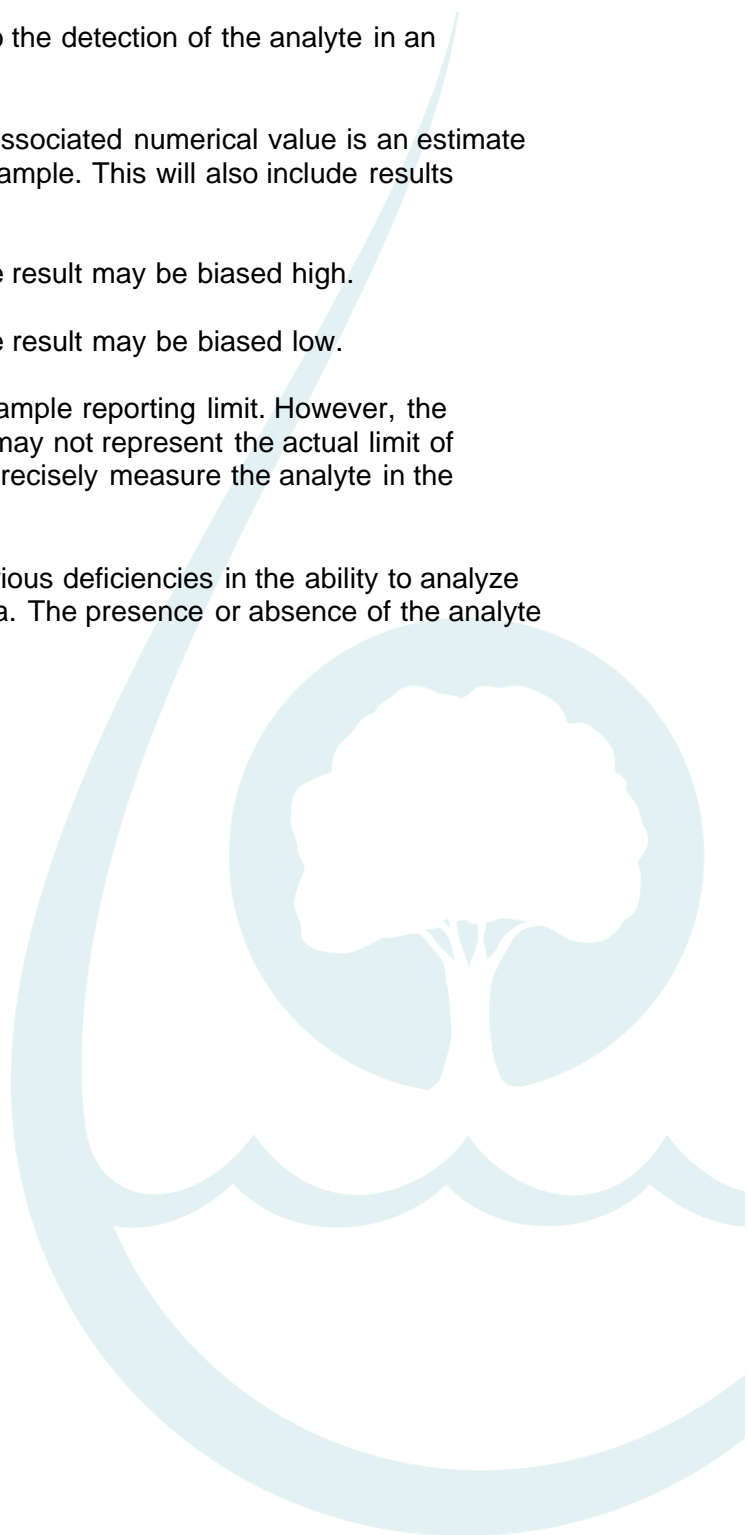 the detection of the analyte in an
associated numerical value is an estimate
ample. This will also include results
result may be biased high.
result may be biased low.
ample reporting limit. However, the
may not represent the actual limit of
recisely measure the analyte in the
rious deficiencies in the ability to analyze
a. The presence or absence of the analyte